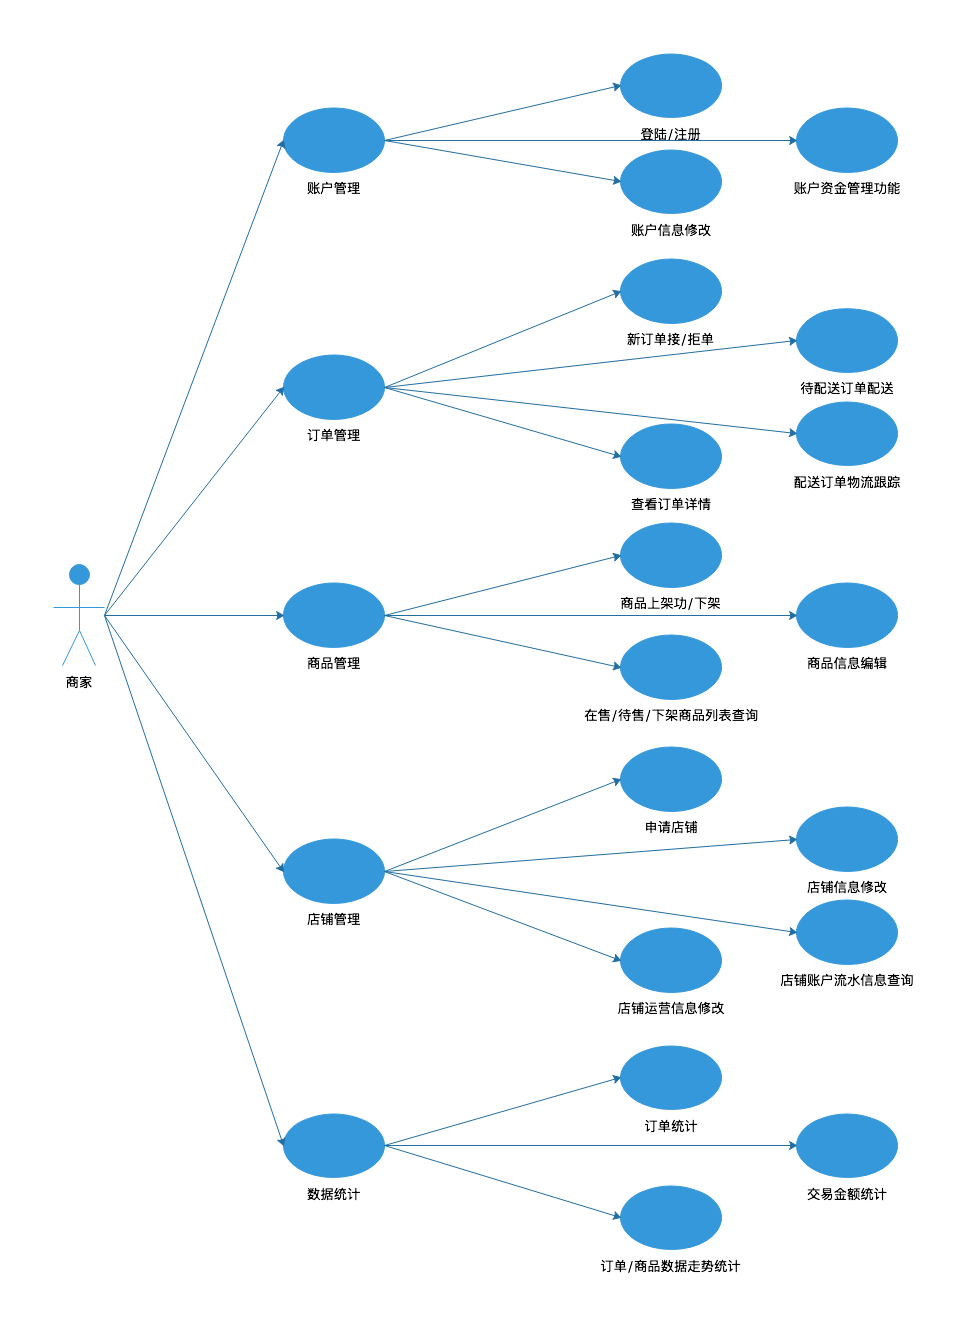 登陆/注册
账户管理
账户资金管理功能
账户信息修改
新订单接/拒单
待配送订单配送
订单管理
配送订单物流跟踪
查看订单详情
商品上架功/下架
商品管理
商品信息编辑
商家
在售/待售/下架商品列表查询
申请店铺
店铺信息修改
店铺管理
店铺账户流水信息查询
店铺运营信息修改
订单统计
数据统计
交易金额统计
订单/商品数据走势统计